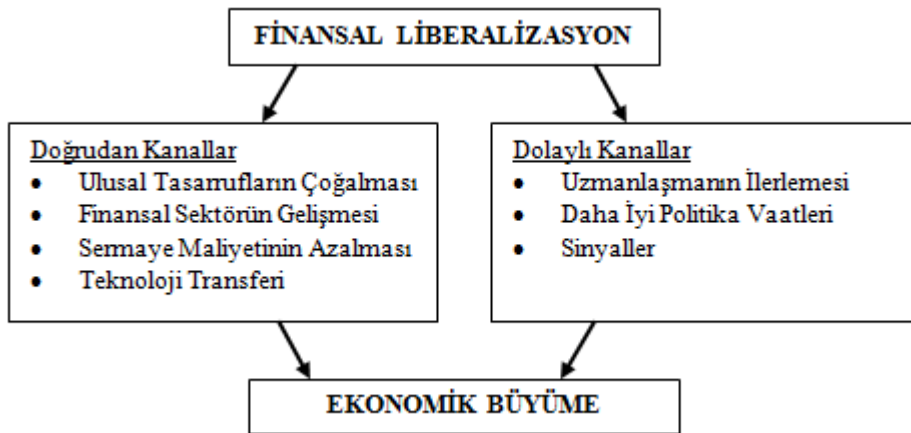 FİNANSAL LİBERALİZASYON
Doğrudan Kanallar
• Ulusal Tasarrufların Çoğalması
• Finansal Sektörün Gelişmesi
• Sermaye Maliyetinin Azalması
• Teknoloji Transferi
Dolaylı Kanallar
• Uzmanlaşmanın İlerlemesi
• Daha İyi Politika Vaatleri
• Sinyaller
EKONOMİK BÜYÜME